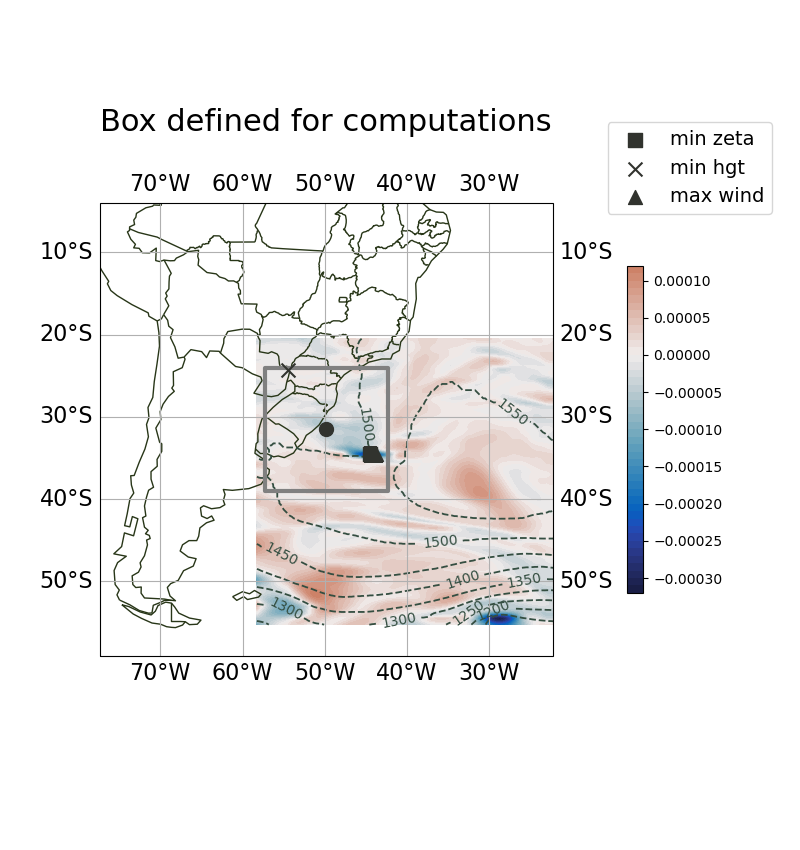 Box defined for computations
min zeta
min hgt
max wind
70°W 60°W 50°W 40°W 30°W
10°S 10°S
20°S 20°S
30°S 30°S
40°S 40°S
50°S 50°S
70°W 60°W 50°W 40°W 30°W
1550
1500
1500
1450
1400
1350
1300
1250
1200
1300
0.00010
0.00005
0.00000
−0.00005
−0.00010
−0.00015
−0.00020
−0.00025
−0.00030